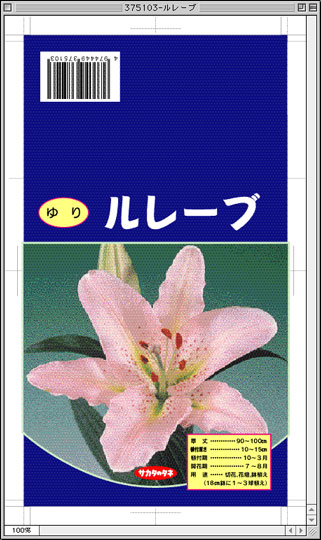 375103-ルレーブ
4974449375103
ゆり
ルレーブ
サカタのタネ
草丈…………90〜100cm
植付深さ…………10〜15cm
植付期…………10〜3月
開花期…………7〜8月
用途……切花,花壇,鉢植え
(18cm鉢に1〜3球植え)
100%